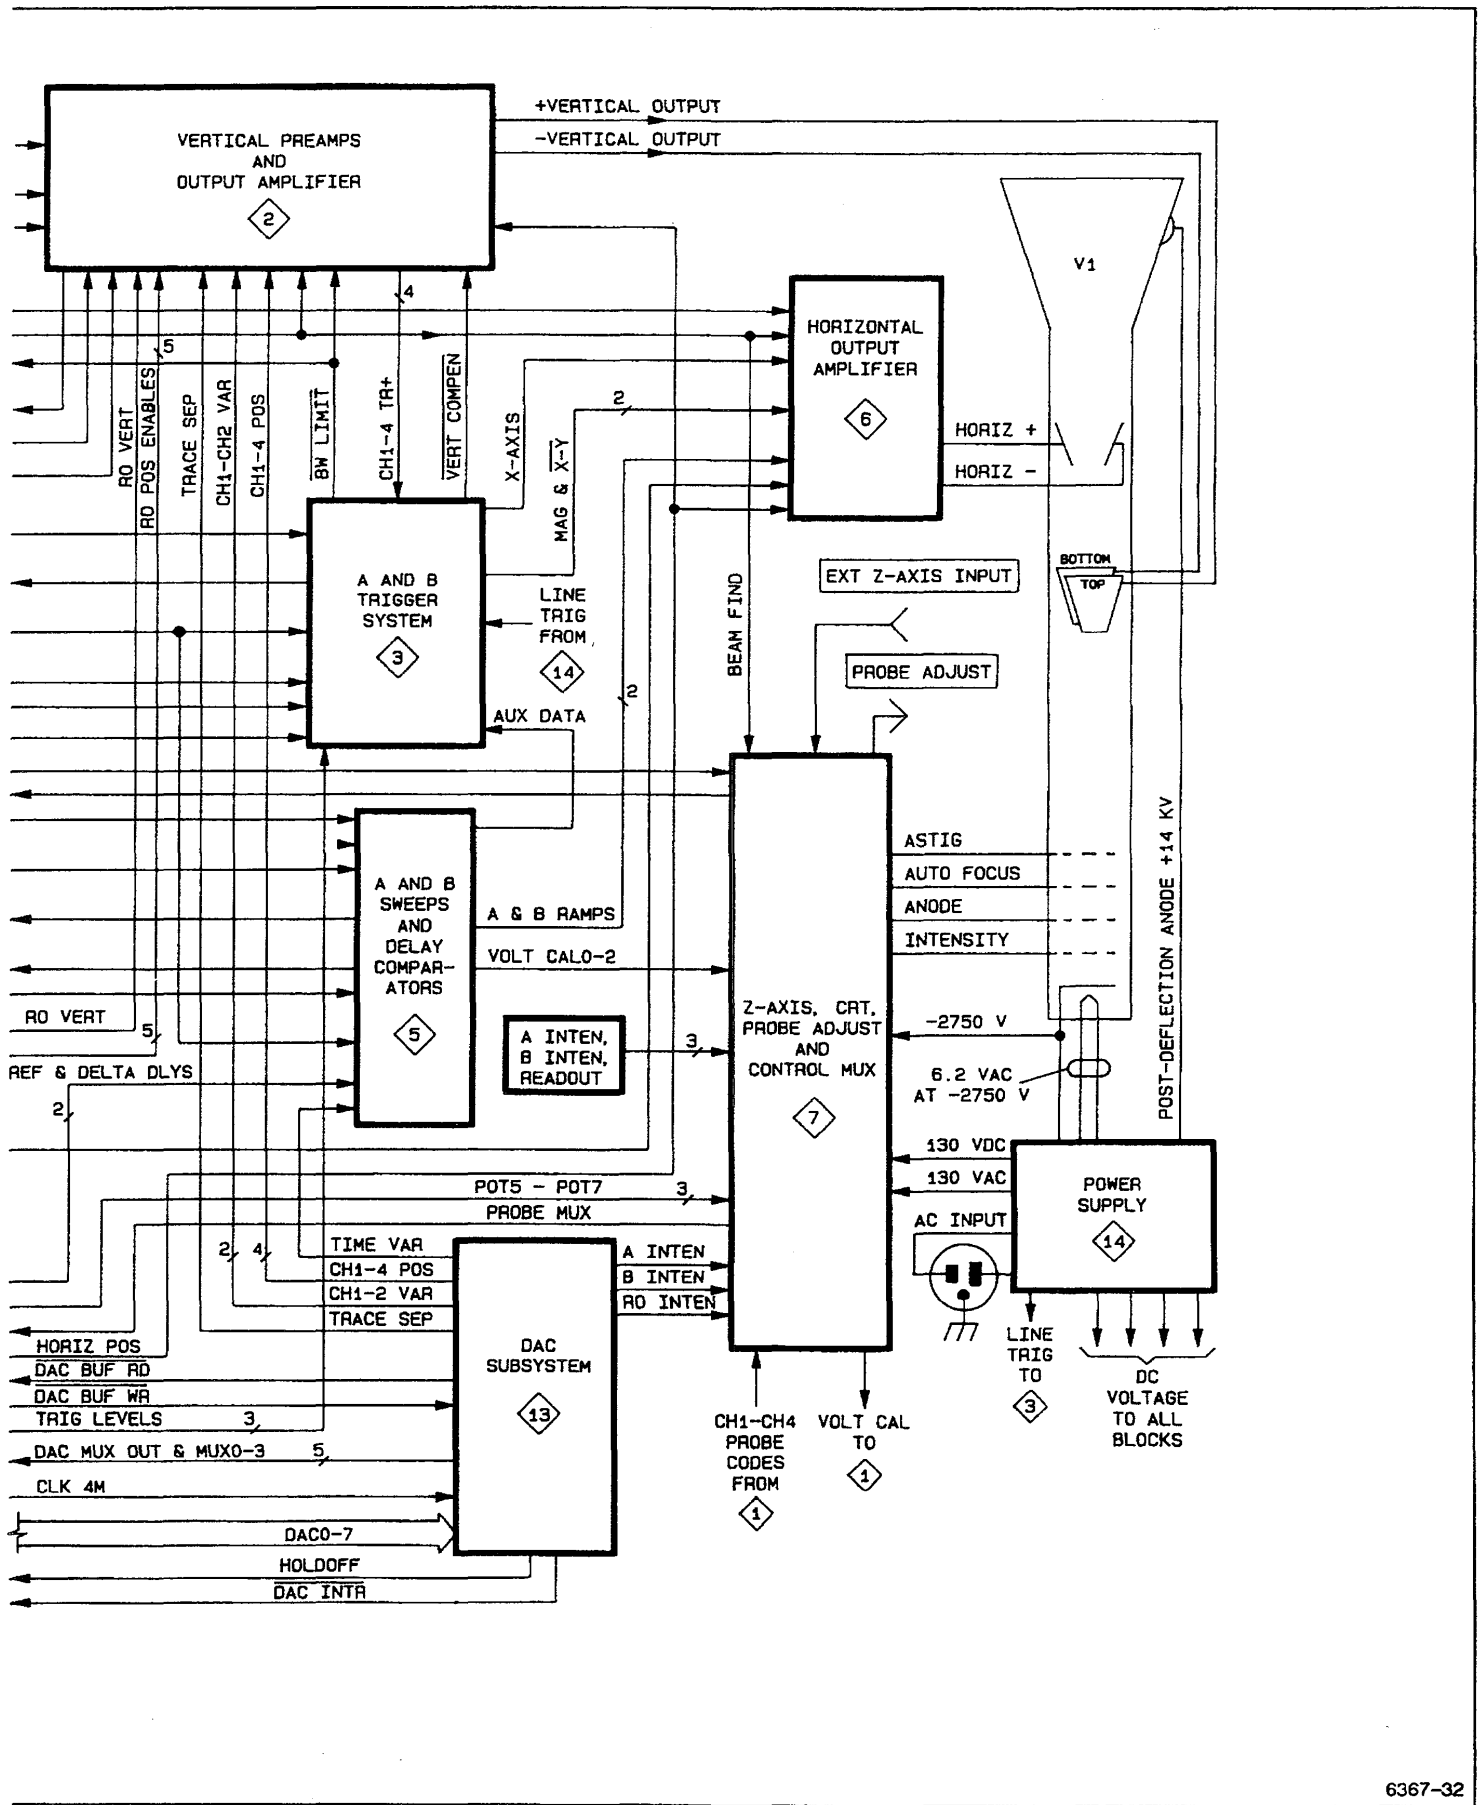 +VERTICAL OUTPUT
-VERTICAL OUTPUT
VERTICAL PREAMPS
AND
OUTPUT AMPLIFIER
2
V1
4
5
HORIZONTAL
OUTPUT
AMPLIFIER
6
2
HORIZ +
HORIZ -
RO VERT
RO POS ENABLES
TRACE SEP
CH1-CH2 VAR
CH1-4 POS
BW LIMIT
CH1-4 TR+
VERT COMPEN
X-AXIS
MAG & X-Y
BOTTOM
TOP
EXT Z-AXIS INPUT
A AND B
TRIGGER
SYSTEM
3
LINE
TRIG
FROM
14
BEAM FIND
PROBE ADJUST
2
AUX DATA
POST-DEFLECTION ANODE +14 KV
ASTIG
AUTO FOCUS
ANODE
INTENSITY
A AND B
SWEEPS
AND
DELAY
COMPAR-
ATORS
5
A & B RAMPS
VOLT CAL0-2
RO VERT
5
REF & DELTA DLYS
2
A INTEN,
B INTEN,
READOUT
3
Z-AXIS, CRT,
PROBE ADJUST
AND
CONTROL MUX
7
-2750 V
6.2 VAC
AT -2750 V
130 VDC
130 VAC
AC INPUT
POWER
SUPPLY
14
POT5 - POT7
3
PROBE MUX
2
4
TIME VAR
CH1-4 POS
CH1-2 VAR
TRACE SEP
A INTEN
B INTEN
RO INTEN
DAC
SUBSYSTEM
13
HORIZ POS
DAC BUF RD
DAC BUF WR
TRIG LEVELS
3
DAC MUX OUT & MUX0-3
5
CLK 4M
DAC0-7
HOLDOFF
DAC INTR
LINE
TRIG
TO
3
DC
VOLTAGE
TO ALL
BLOCKS
CH1-CH4
PROBE
CODES
FROM
1
VOLT CAL
TO
1
6367-32